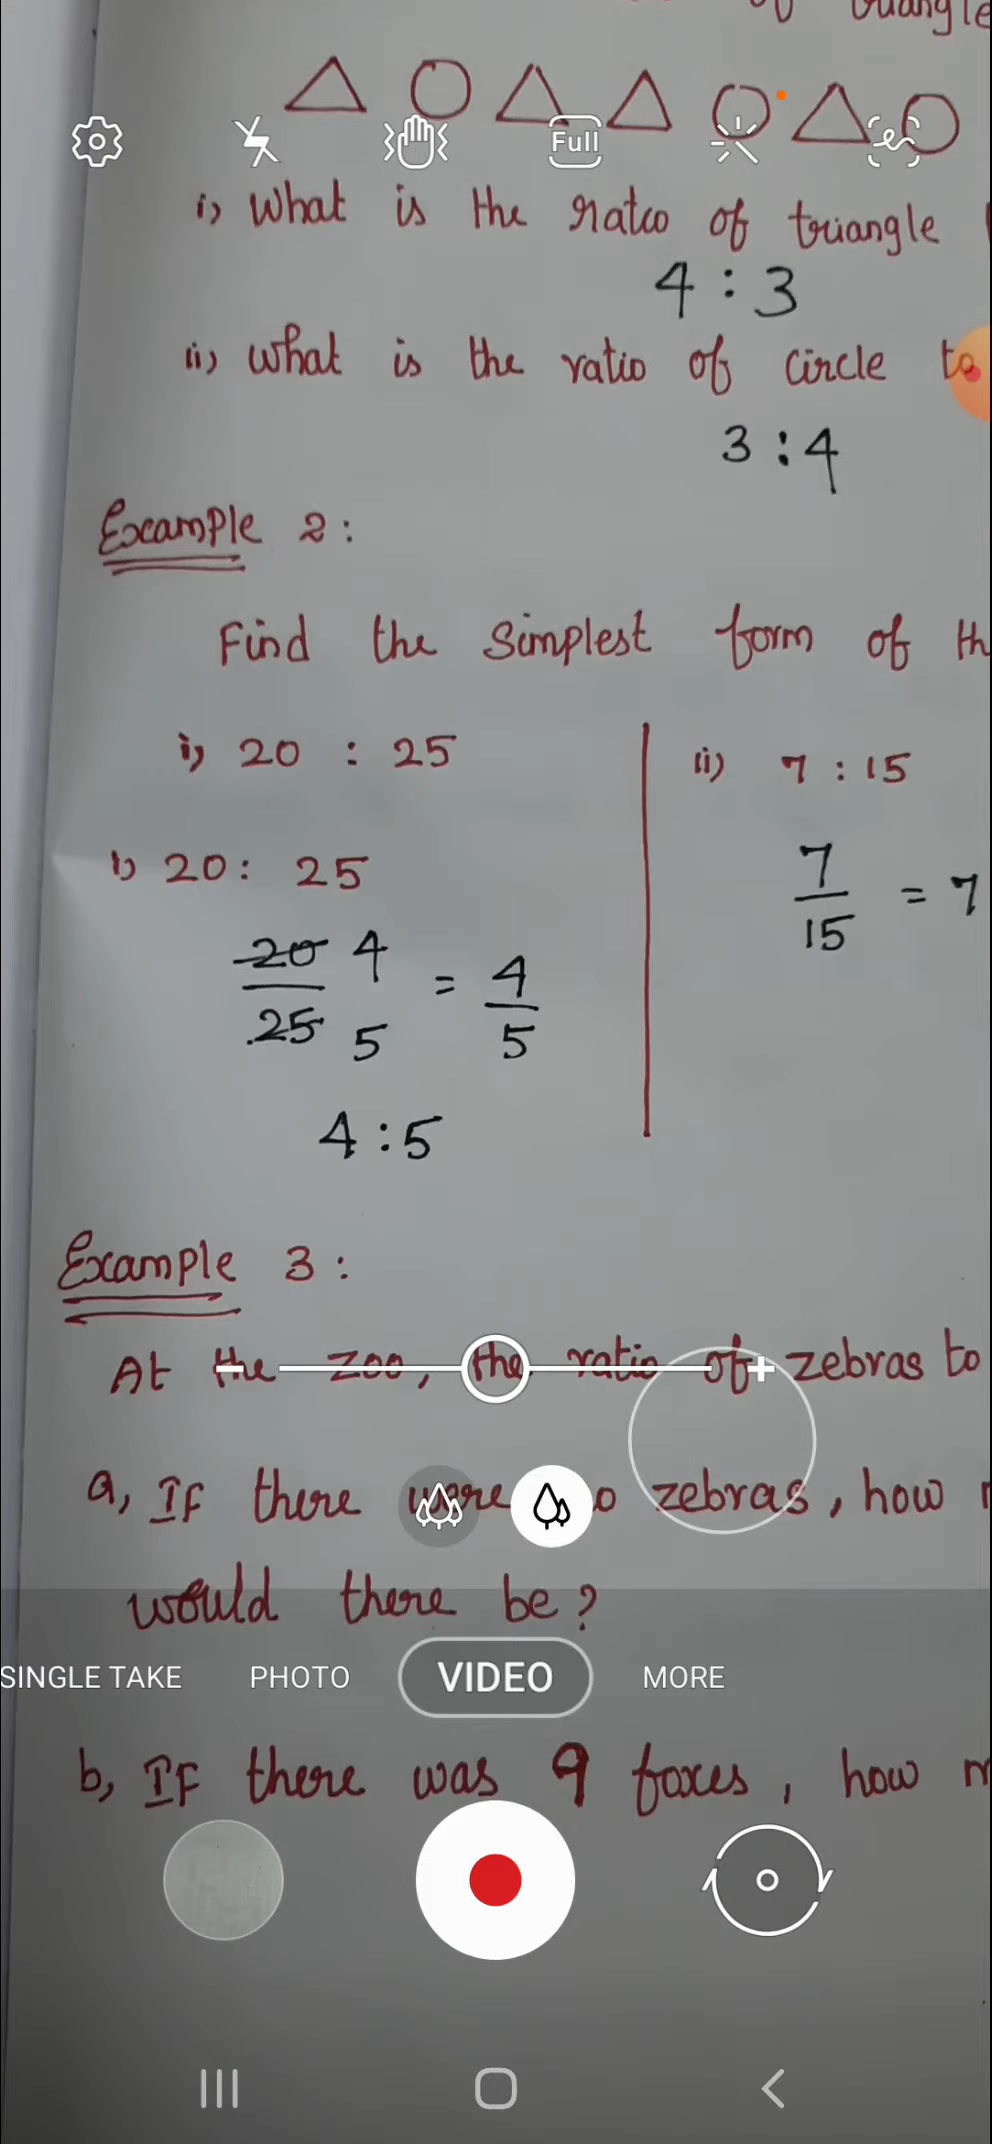 i, What is the ratio of triangle
4 : 3
ii, What is the ratio of circle to
3 : 4
Example 2 :
Find the Simplest form of th
i, 20 : 25
ii) 7 : 15
i) 20 : 25
20 4
25 5
= 4
5
4 : 5
7
15
= 7
Example 3 :
At the zoo, the ratio of zebras to
a, If there were zebras, how
would there be?
SINGLE TAKE PHOTO VIDEO MORE
b, If there was 9 foxes, how m
Full